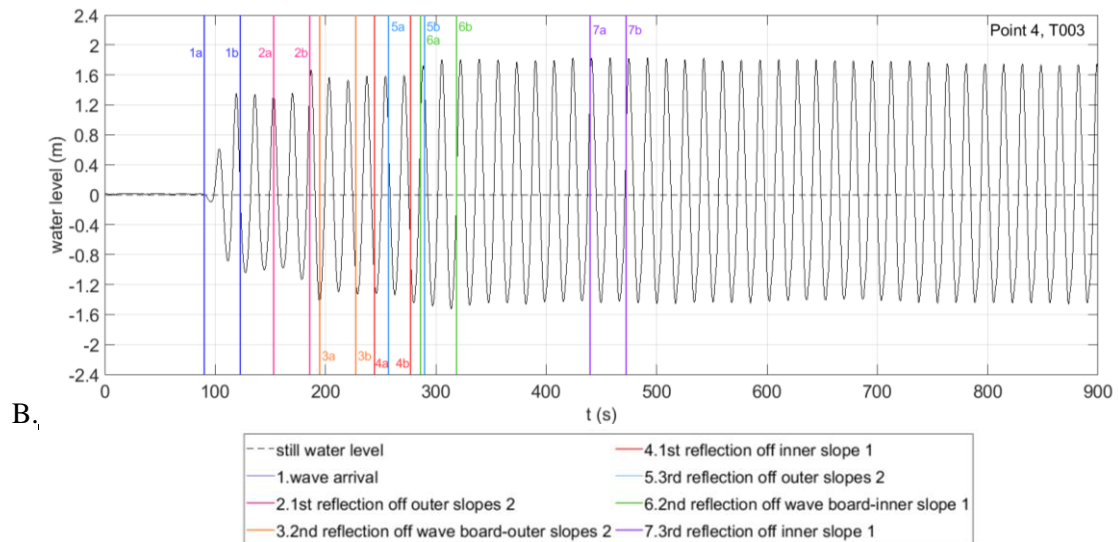 2.4
2
1.6
1.2
0.8
0.4
0
-0.4
-0.8
-1.2
-1.6
-2
-2.4
water level (m)
1a
1b
2a
2b
3a
3b
4a
4b
5a
5b
6a
6b
7a
7b
Point 4, T003
0 100 200 300 400 500 600 700 800 900
t (s)
B.
still water level
1.wave arrival
2.1st reflection off outer slopes 2
3.2nd reflection off wave board-outer slopes 2
4.1st reflection off inner slope 1
5.3rd reflection off outer slopes 2
6.2nd reflection off wave board-inner slope 1
7.3rd reflection off inner slope 1